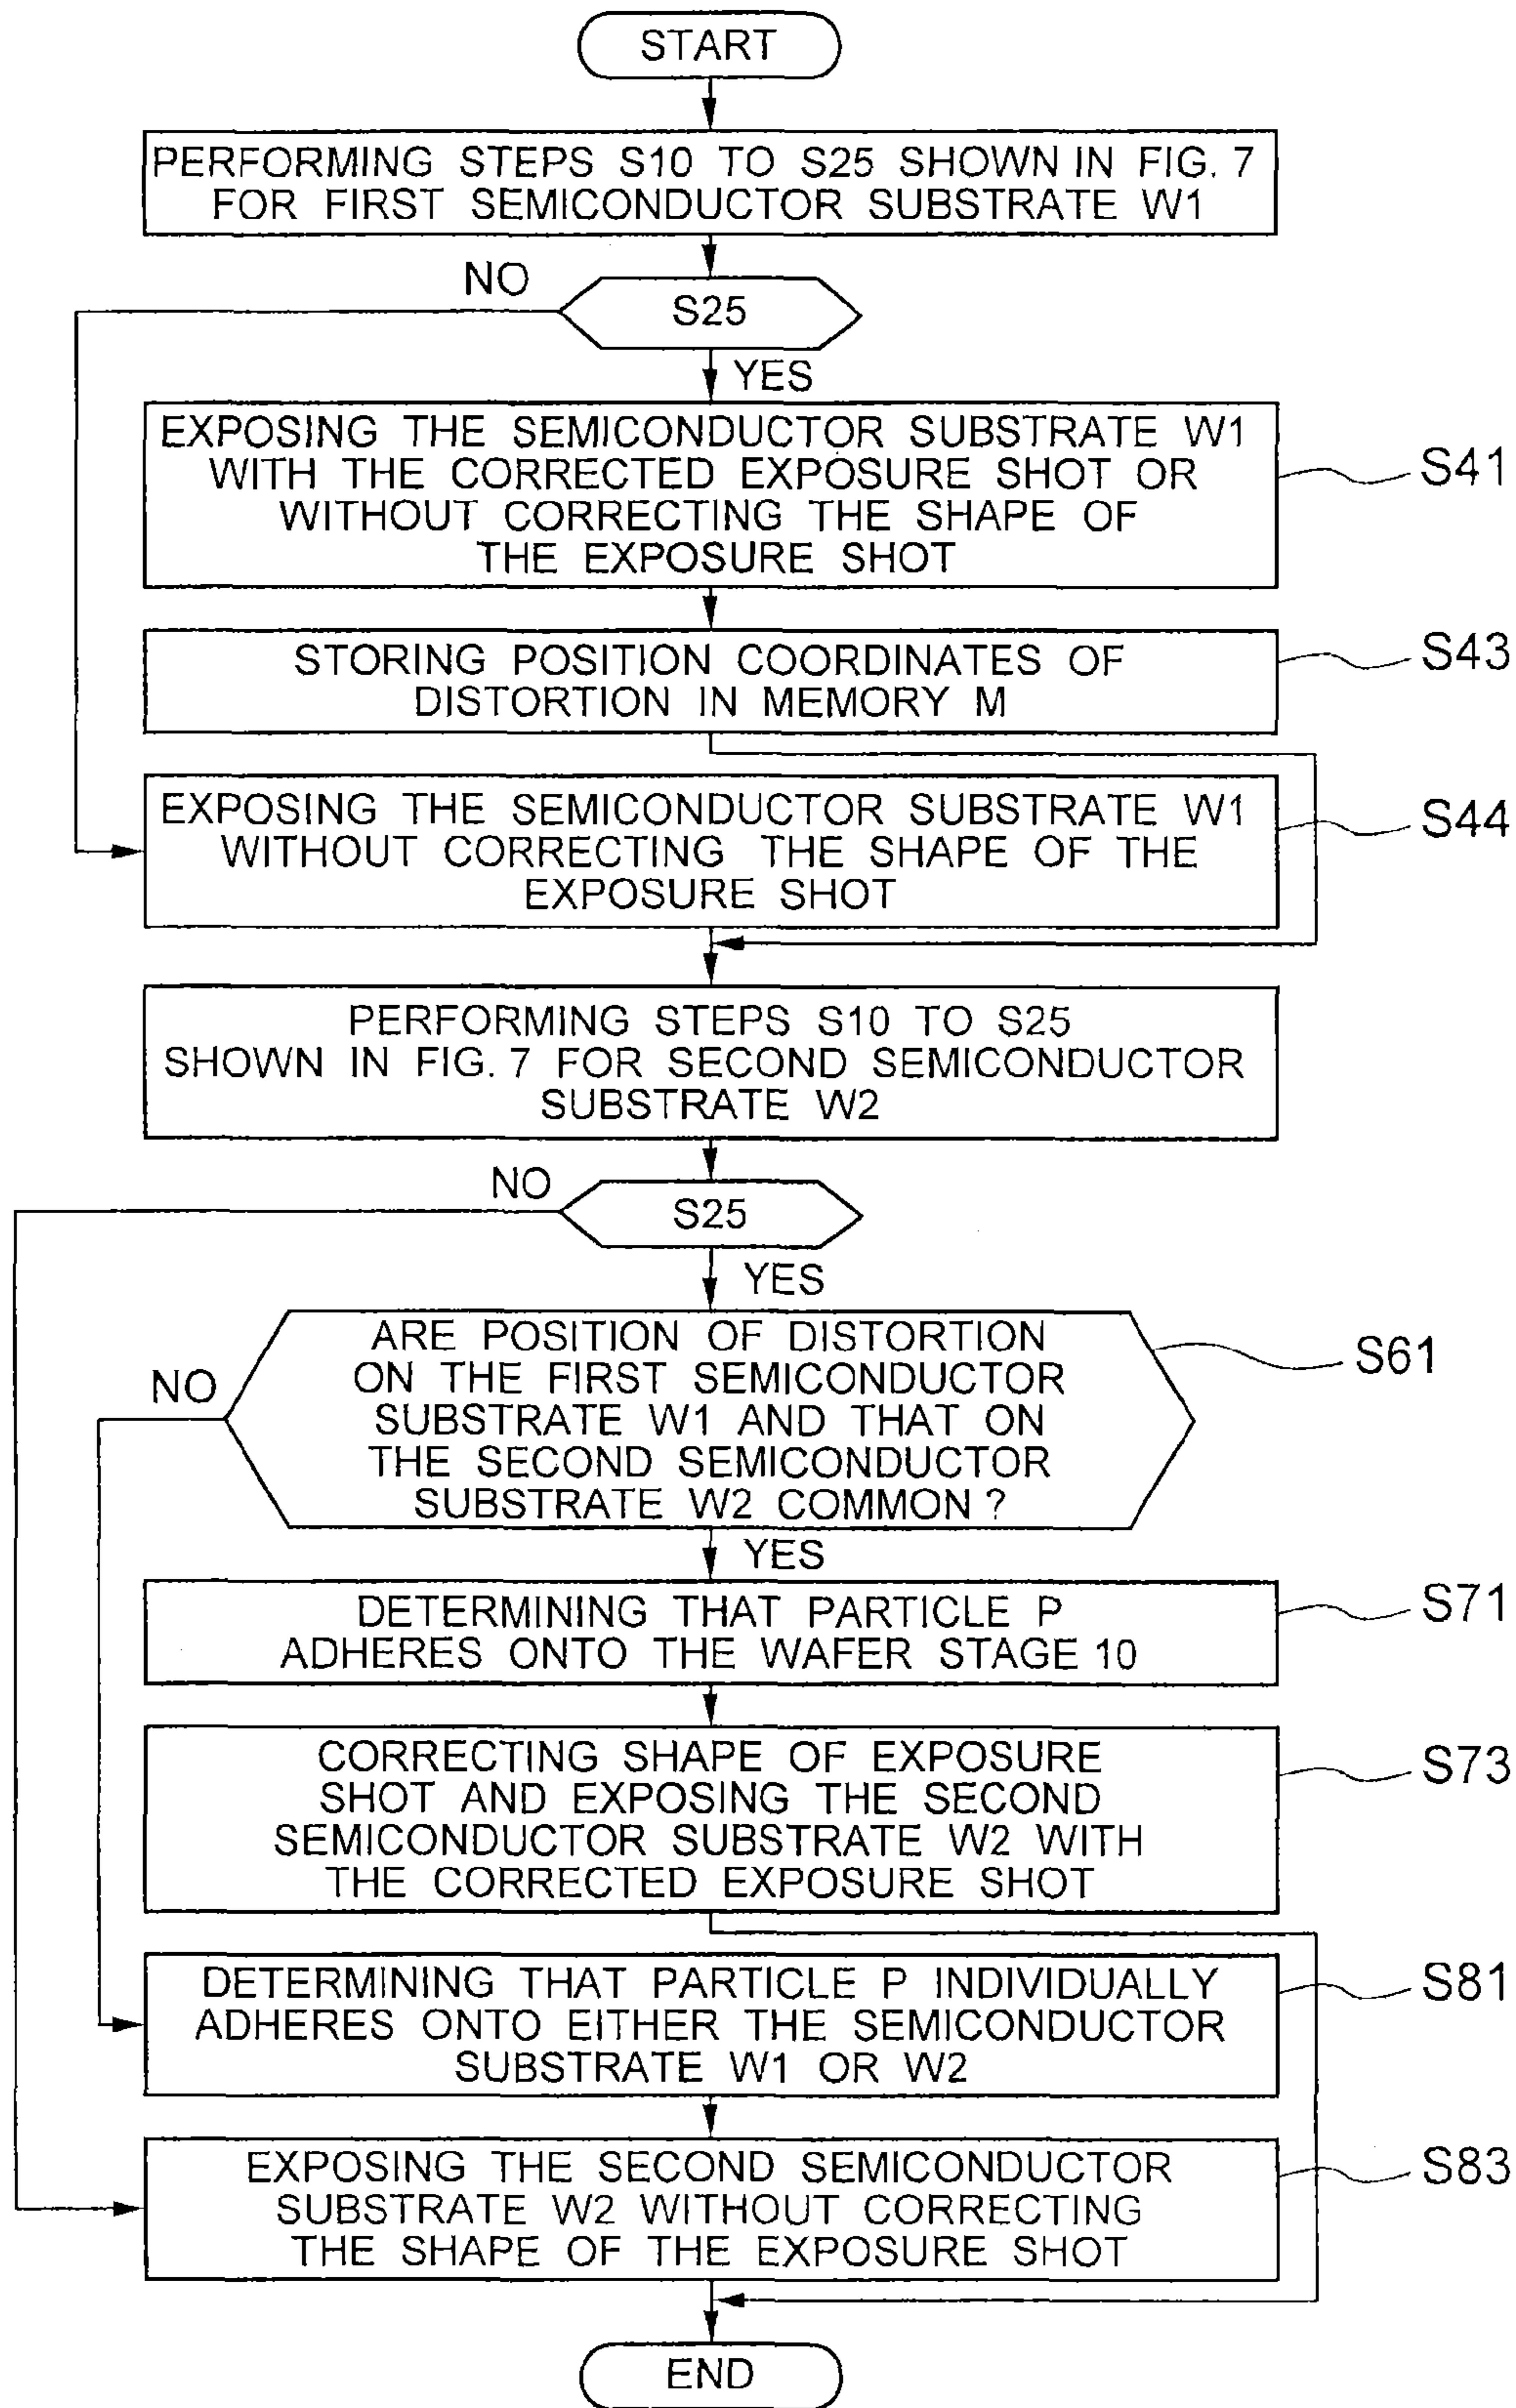 START
PERFORMING STEPS S10 TO S25 SHOWN IN FIG. 7
FOR FIRST SEMICONDUCTOR SUBSTRATE W1
NO
S25
YES
EXPOSING THE SEMICONDUCTOR SUBSTRATE W1
WITH THE CORRECTED EXPOSURE SHOT OR
WITHOUT CORRECTING THE SHAPE OF
THE EXPOSURE SHOT
S41
STORING POSITION COORDINATES OF
DISTORTION IN MEMORY M
S43
EXPOSING THE SEMICONDUCTOR SUBSTRATE W1
WITHOUT CORRECTING THE SHAPE OF THE
EXPOSURE SHOT
S44
PERFORMING STEPS S10 TO S25
SHOWN IN FIG. 7 FOR SECOND SEMICONDUCTOR
SUBSTRATE W2
NO
S25
YES
ARE POSITION OF DISTORTION
ON THE FIRST SEMICONDUCTOR
SUBSTRATE W1 AND THAT ON
THE SECOND SEMICONDUCTOR
SUBSTRATE W2 COMMON ?
S61
NO
YES
DETERMINING THAT PARTICLE P
ADHERES ONTO THE WAFER STAGE 10
S71
CORRECTING SHAPE OF EXPOSURE
SHOT AND EXPOSING THE SECOND
SEMICONDUCTOR SUBSTRATE W2 WITH
THE CORRECTED EXPOSURE SHOT
S73
DETERMINING THAT PARTICLE P INDIVIDUALLY
ADHERES ONTO EITHER THE SEMICONDUCTOR
SUBSTRATE W1 OR W2
S81
EXPOSING THE SECOND SEMICONDUCTOR
SUBSTRATE W2 WITHOUT CORRECTING
THE SHAPE OF THE EXPOSURE SHOT
S83
END